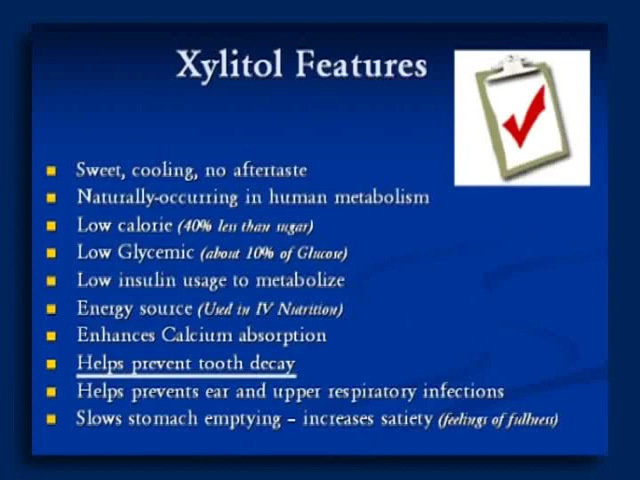 Xylitol Features
Sweet, cooling, no aftertaste
Naturally-occurring in human metabolism
Low calorie (40% less than sugar)
Low Glycemic (about 10% of Glucose)
Low insulin usage to metabolize
Energy source (Used in IV Nutrition)
Enhances Calcium absorption
Helps prevent tooth decay
Helps prevents ear and upper respiratory infections
Slows stomach emptying – increases satiety (feelings of fullness)